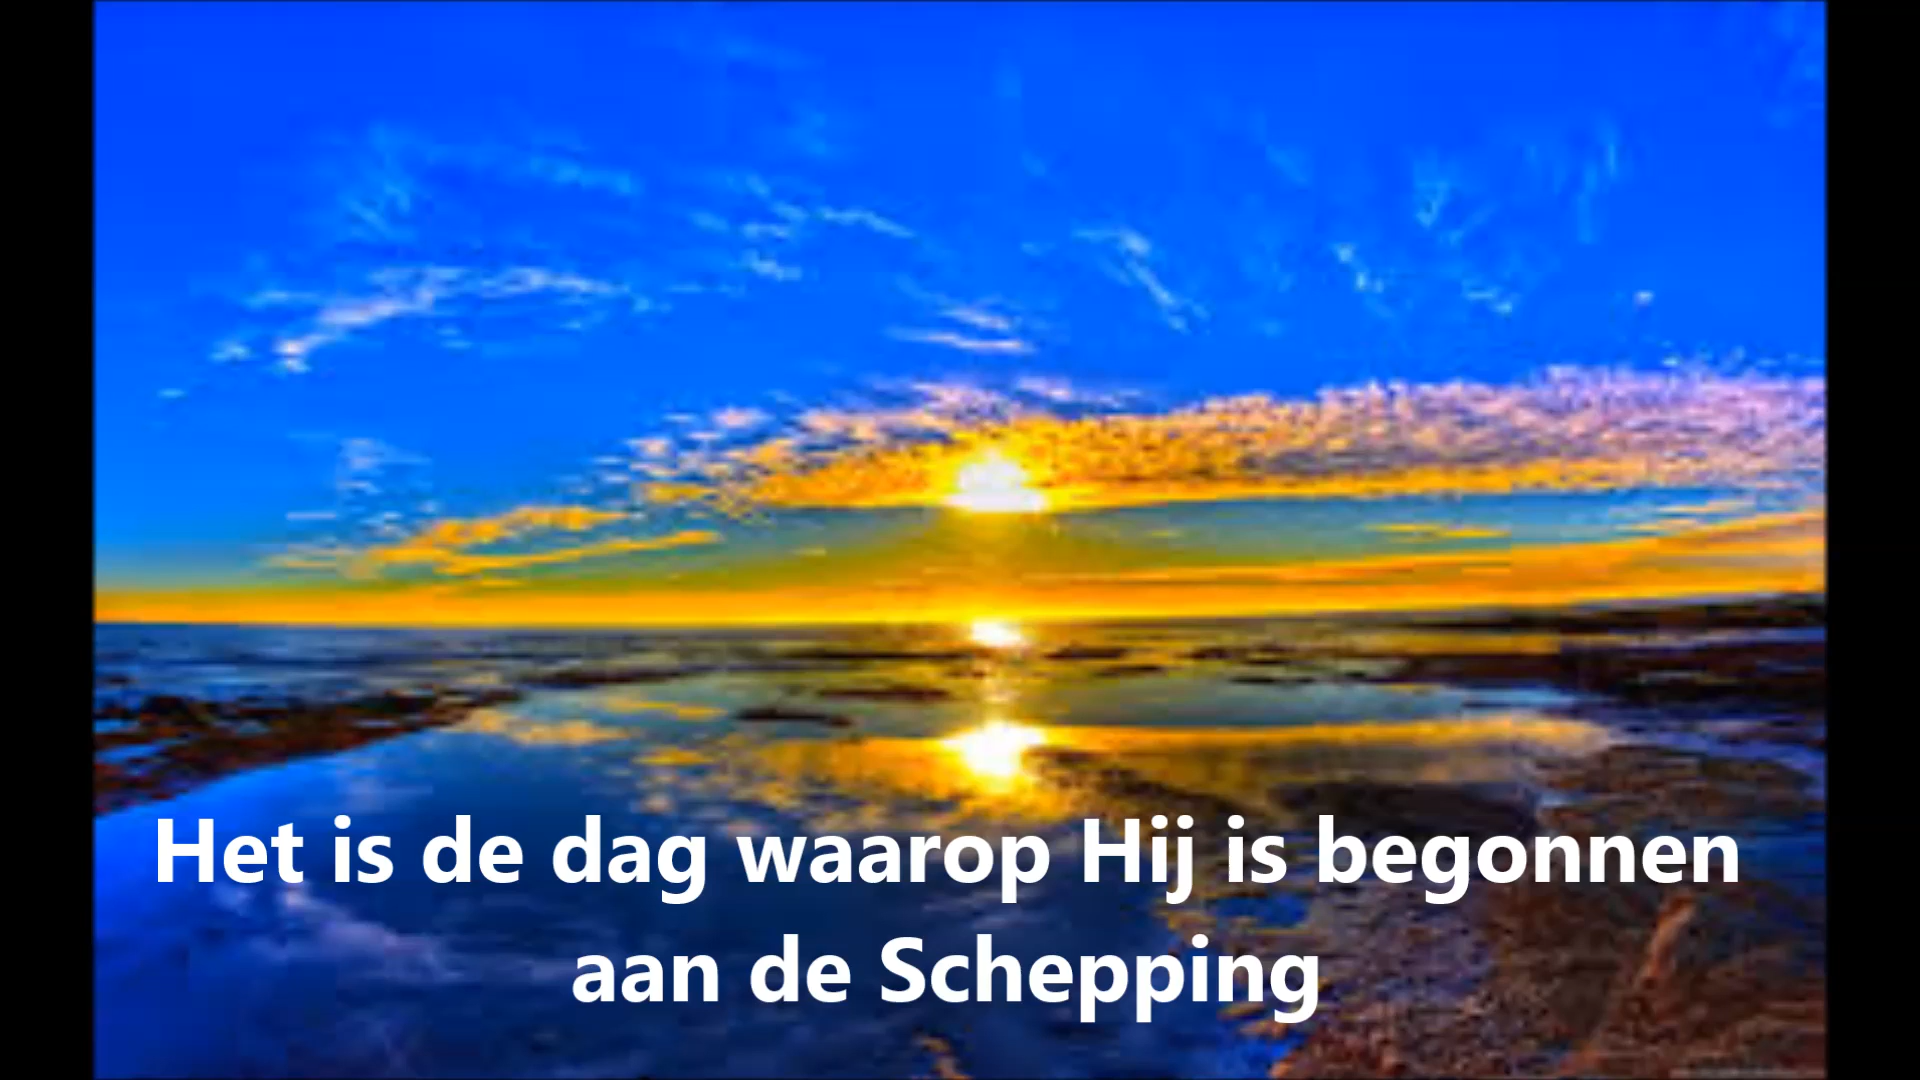 Het is de dag waarop Hij is begonnen
aan de Schepping